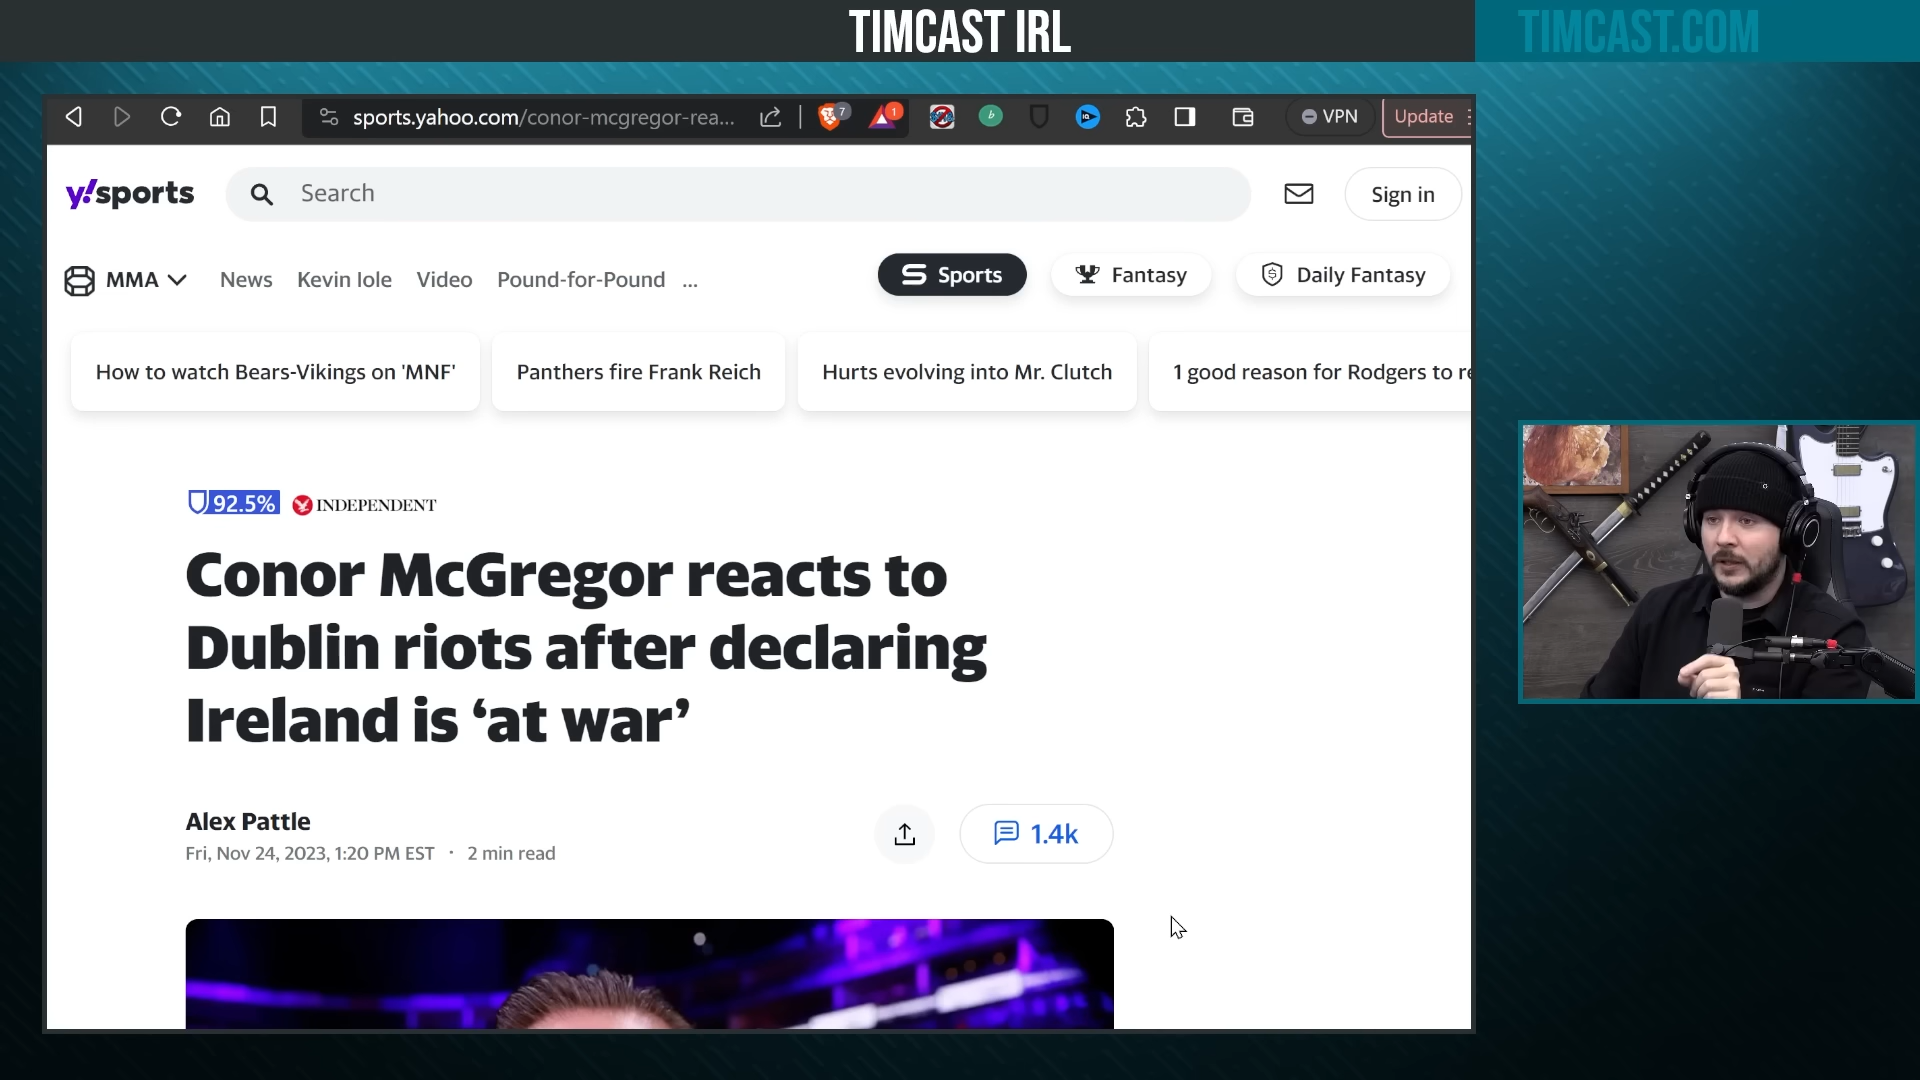 TIMCAST IRL
TIMCAST.COM
sports.yahoo.com/conor-mcgregor-rea...
7
1
b
VPN
Update
y!sports
Search
Sign in
MMA
News
Kevin Iole
Video
Pound-for-Pound
...
Sports
Fantasy
Daily Fantasy
How to watch Bears-Vikings on 'MNF'
Panthers fire Frank Reich
Hurts evolving into Mr. Clutch
1 good reason for Rodgers to re
92.5%
INDEPENDENT
Conor McGregor reacts to
Dublin riots after declaring
Ireland is ‘at war’
Alex Pattle
Fri, Nov 24, 2023, 1:20 PM EST · 2 min read
1.4k